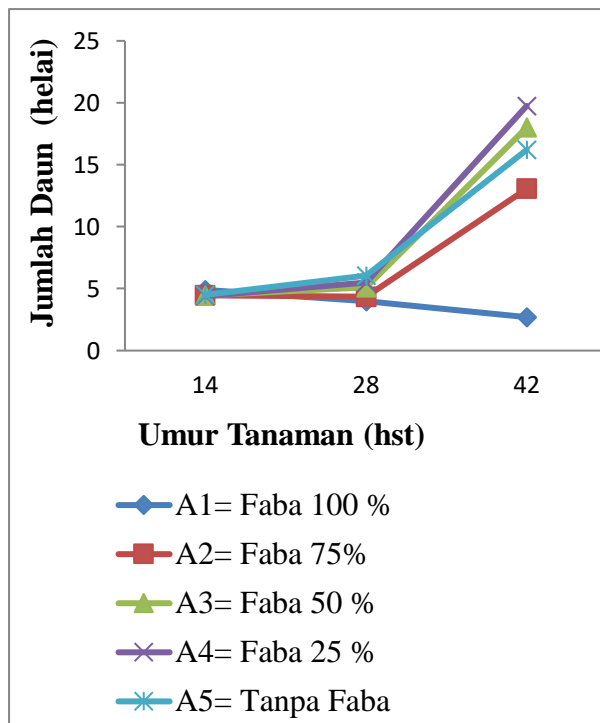 25
20
15
10
5
0
Jumlah Daun (helai)
14 28 42
Umur Tanaman (hst)
A1= Faba 100 %
A2= Faba 75%
A3= Faba 50 %
A4= Faba 25 %
A5= Tanpa Faba